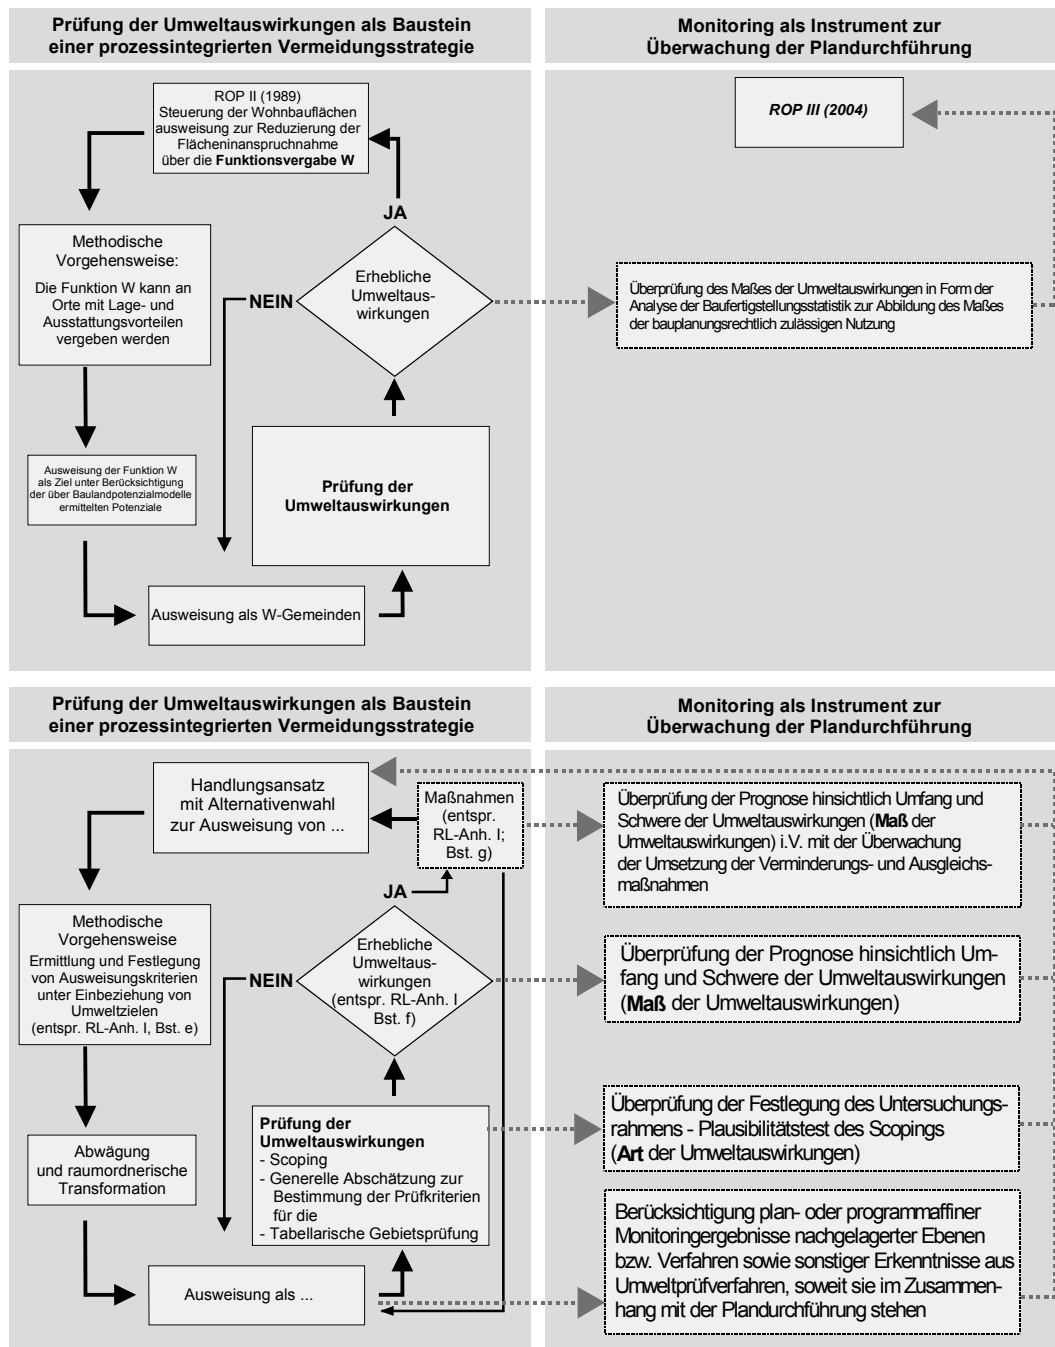 Prüfung der Umweltauswirkungen als Baustein
einer prozessintegrierten Vermeidungsstrategie
Monitoring als Instrument zur
Überwachung der Plandurchführung
ROP II (1989)
Steuerung der Wohnbauflächen
ausweisung zur Reduzierung der
Flächeninanspruchnahme
über die Funktionsvergabe W
JA
Methodische
Vorgehensweise:
Die Funktion W kann an
Orte mit Lage- und
Ausstattungsvorteilen
vergeben werden
NEIN
Erhebliche
Umweltaus-
wirkungen
Ausweisung der Funktion W
als Ziel unter Berücksichtigung
der über Baulandpotenzialmodelle
ermittelten Potenziale
Prüfung der
Umweltauswirkungen
Ausweisung als W-Gemeinden
ROP III (2004)
Überprüfung des Maßes der Umweltauswirkungen in Form der
Analyse der Baufertigstellungsstatistik zur Abbildung des Maßes
der bauplanungsrechtlich zulässigen Nutzung
Prüfung der Umweltauswirkungen als Baustein
einer prozessintegrierten Vermeidungsstrategie
Monitoring als Instrument zur
Überwachung der Plandurchführung
Handlungsansatz
mit Alternativenwahl
zur Ausweisung von ...
Maßnahmen
(entspr.
RL-Anh. I;
Bst. g)
JA
Methodische
Vorgehensweise
Ermittlung und Festlegung
von Ausweisungskriterien
unter Einbeziehung von
Umweltzielen
(entspr. RL-Anh. I, Bst. e)
NEIN
Erhebliche
Umweltaus-
wirkungen
(entspr. RL-Anh. I
Bst. f)
Abwägung
und raumordnerische
Transformation
Prüfung der
Umweltauswirkungen
- Scoping
- Generelle Abschätzung zur
Bestimmung der Prüfkriterien
für die
- Tabellarische Gebietsprüfung
Ausweisung als ...
Überprüfung der Prognose hinsichtlich Umfang und
Schwere der Umweltauswirkungen (Maß der
Umweltauswirkungen) i.V. mit der Überwachung
der Umsetzung der Verminderungs- und Ausgleichs-
maßnahmen
Überprüfung der Prognose hinsichtlich Um-
fang und Schwere der Umweltauswirkungen
(Maß der Umweltauswirkungen)
Überprüfung der Festlegung des Untersuchungs-
rahmens - Plausibilitätstest des Scopings
(Art der Umweltauswirkungen)
Berücksichtigung plan- oder programmaffiner
Monitoringergebnisse nachgelagerter Ebenen
bzw. Verfahren sowie sonstiger Erkenntnisse aus
Umweltprüfverfahren, soweit sie im Zusammen-
hang mit der Plandurchführung stehen